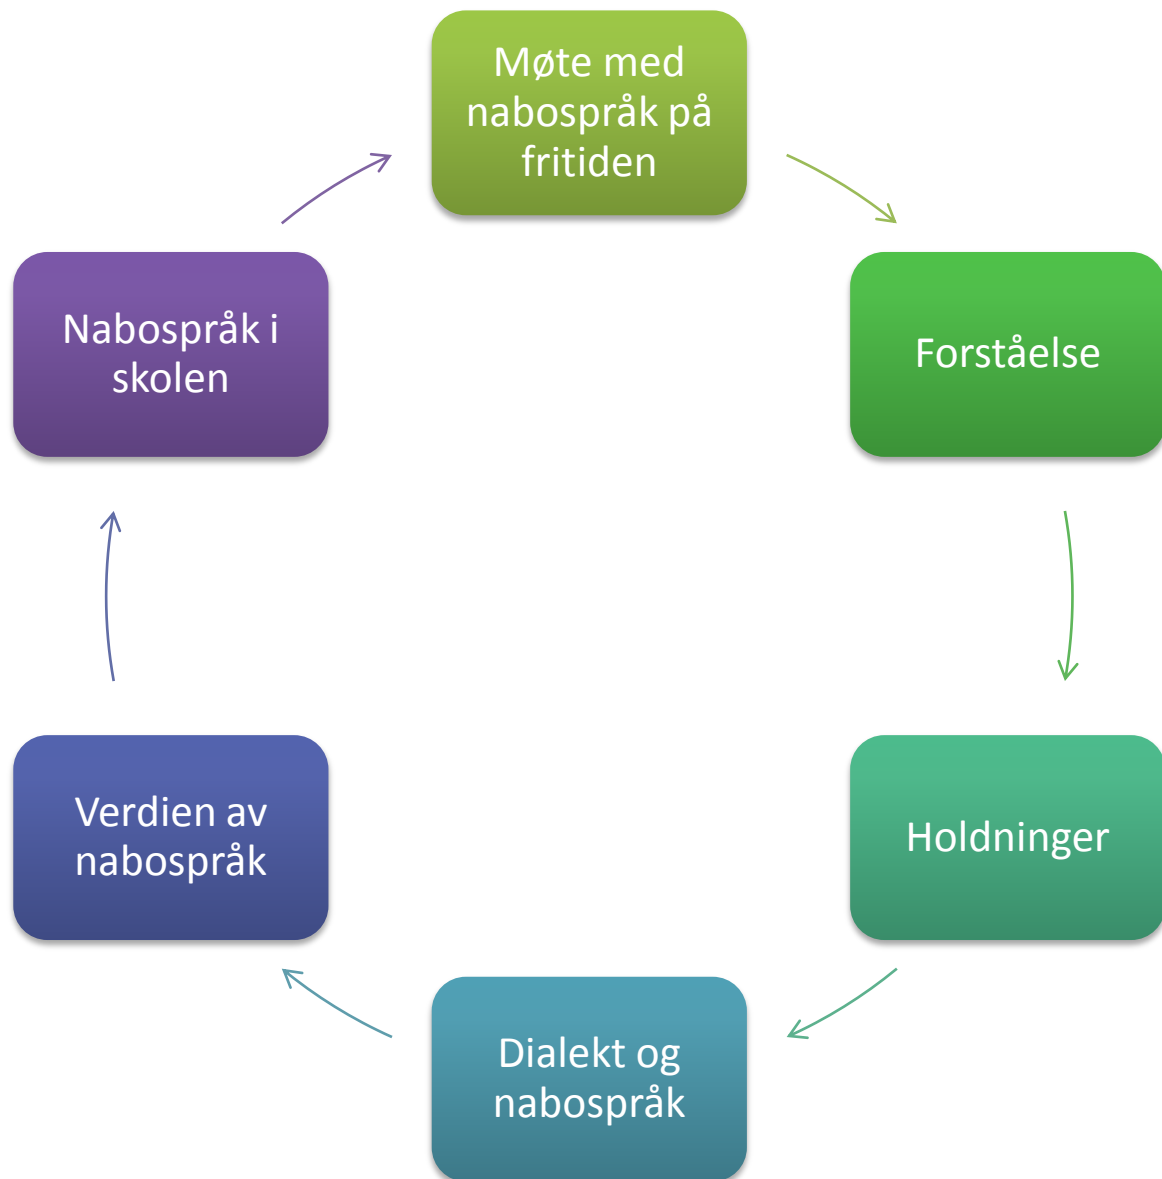 Møte med
nabospråk på
fritiden
Forståelse
Holdninger
Dialekt og
nabospråk
Verdien av
nabospråk
Nabospråk i
skolen